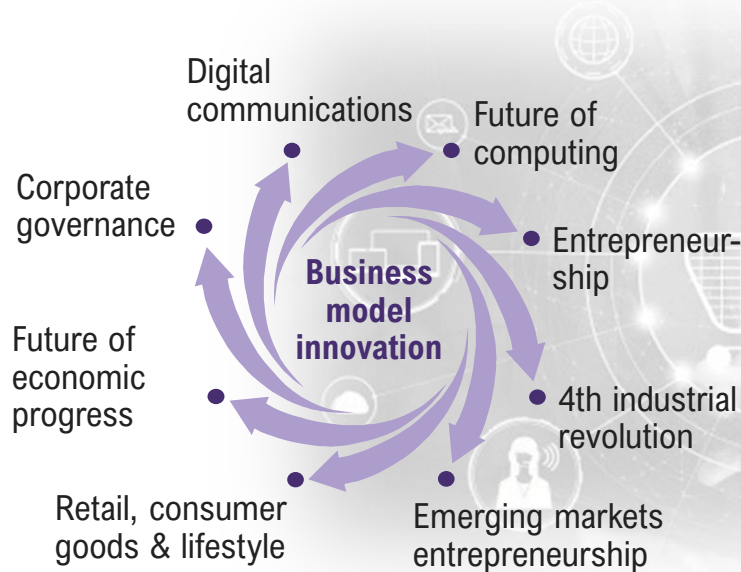 Digital
communications
Future of
computing
Corporate
governance
Entrepreneur-
ship
Business
model
innovation
Future of
economic
progress
4th industrial
revolution
Retail, consumer
goods & lifestyle
Emerging markets
entrepreneurship